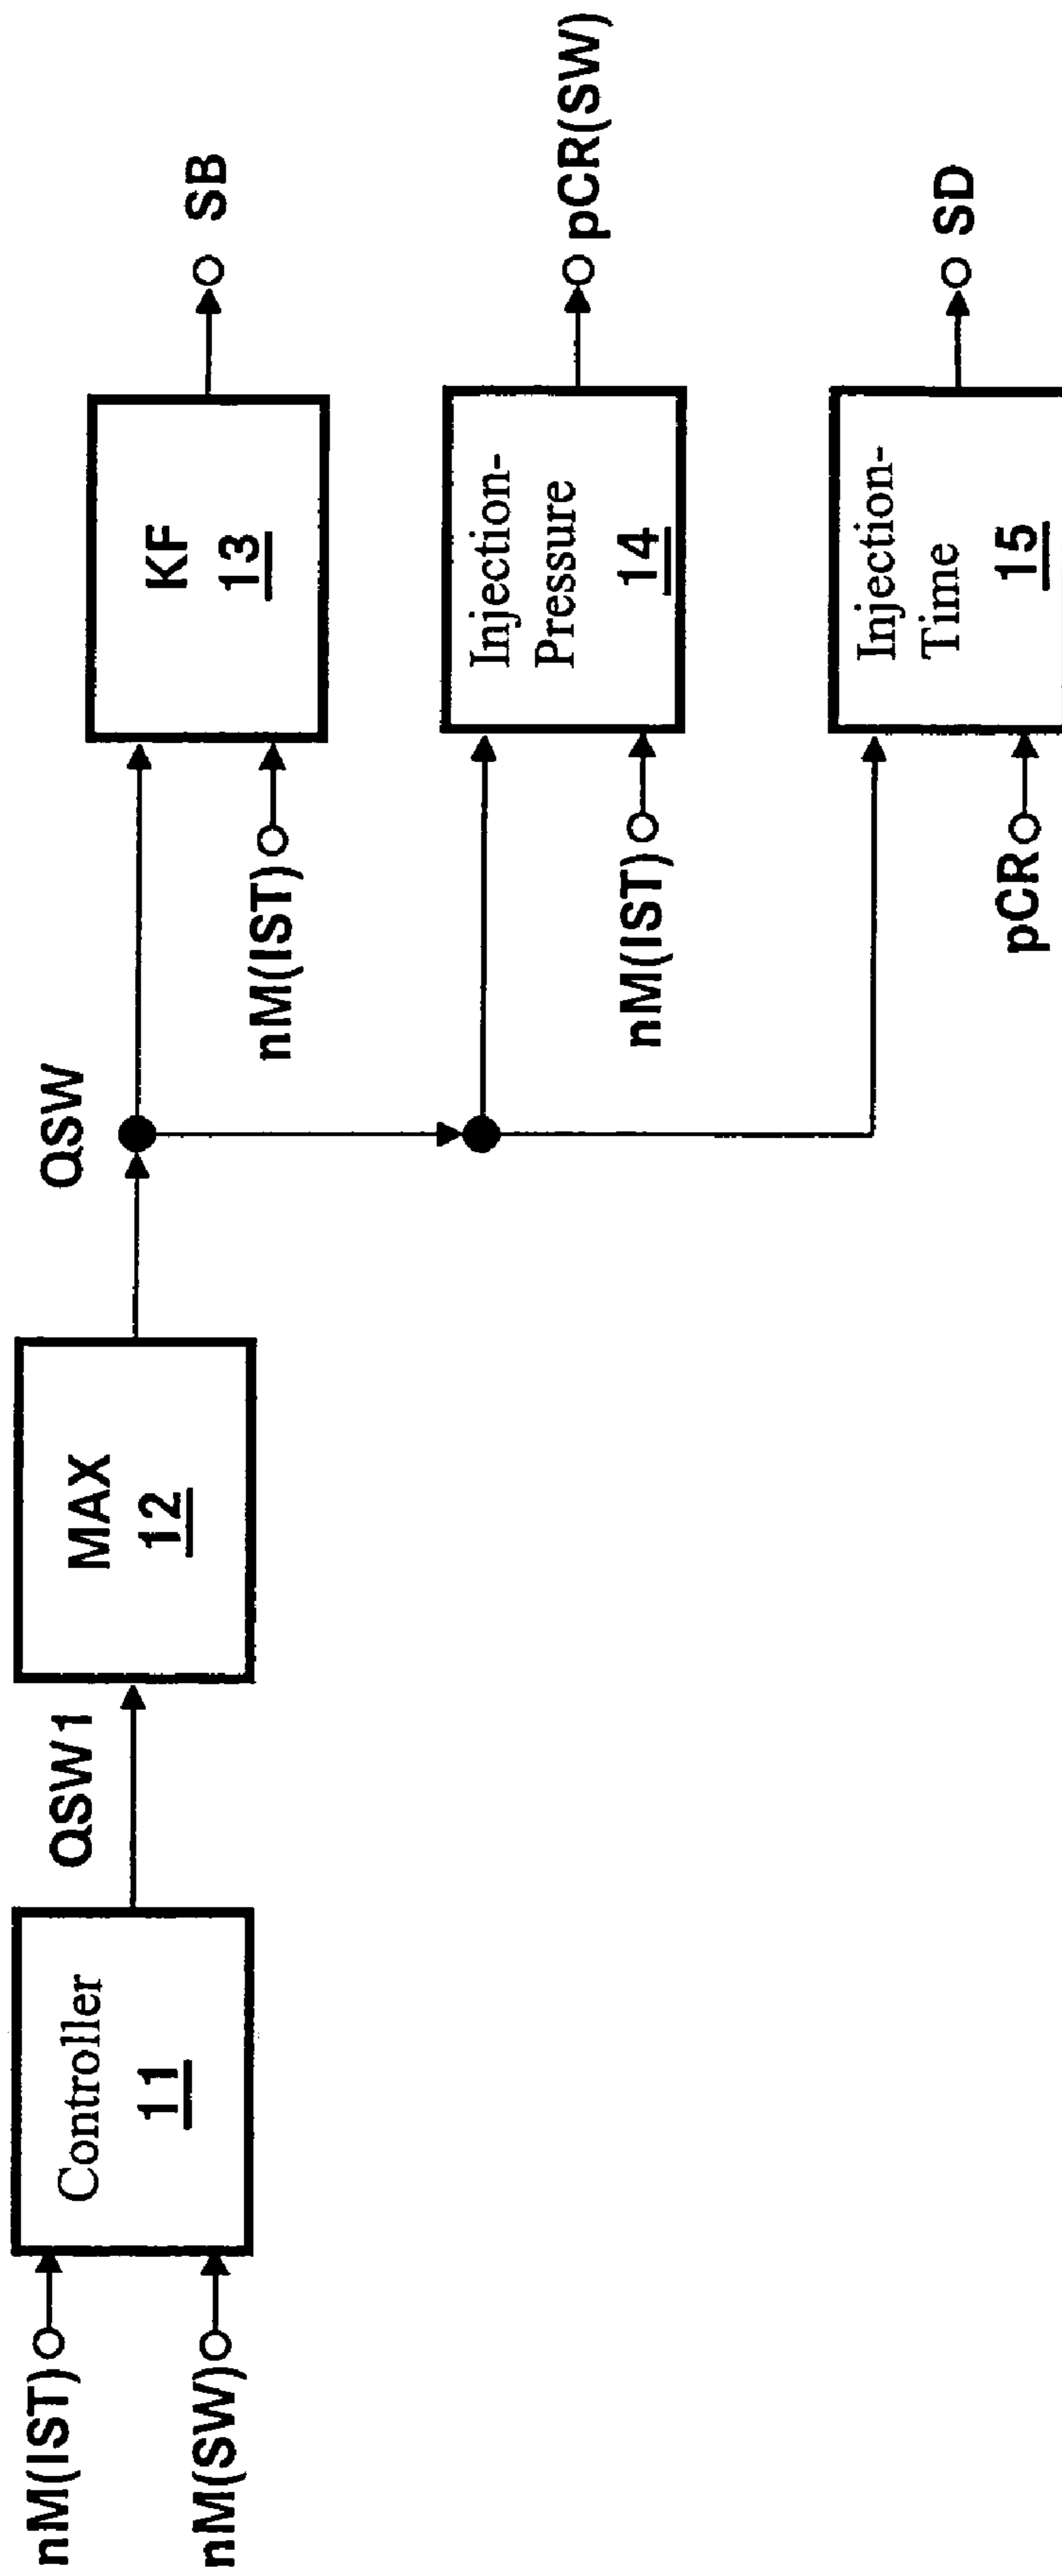 nM(IST)
nM(SW)
Controller
11
QSW1
MAX
12
QSW
nM(IST)
KF
13
SB
nM(IST)
Injection-
Pressure
14
pCR(SW)
pCR
Injection-
Time
15
SD